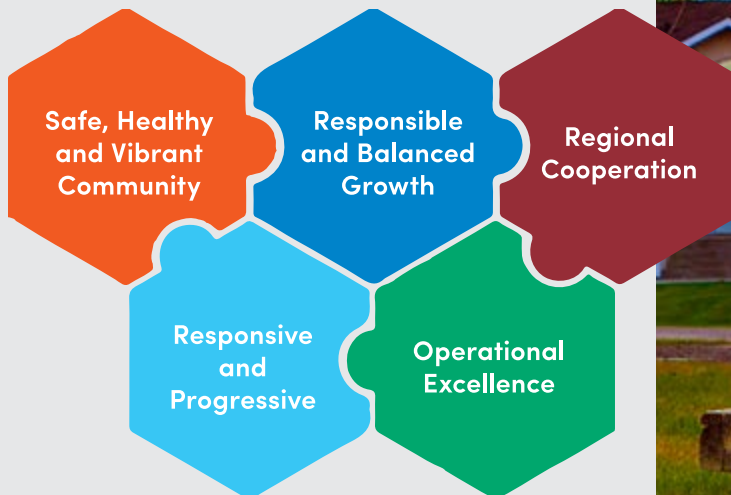 Safe, Healthy
and Vibrant
Community
Responsible
and Balanced
Growth
Regional
Cooperation
Responsive
and
Progressive
Operational
Excellence